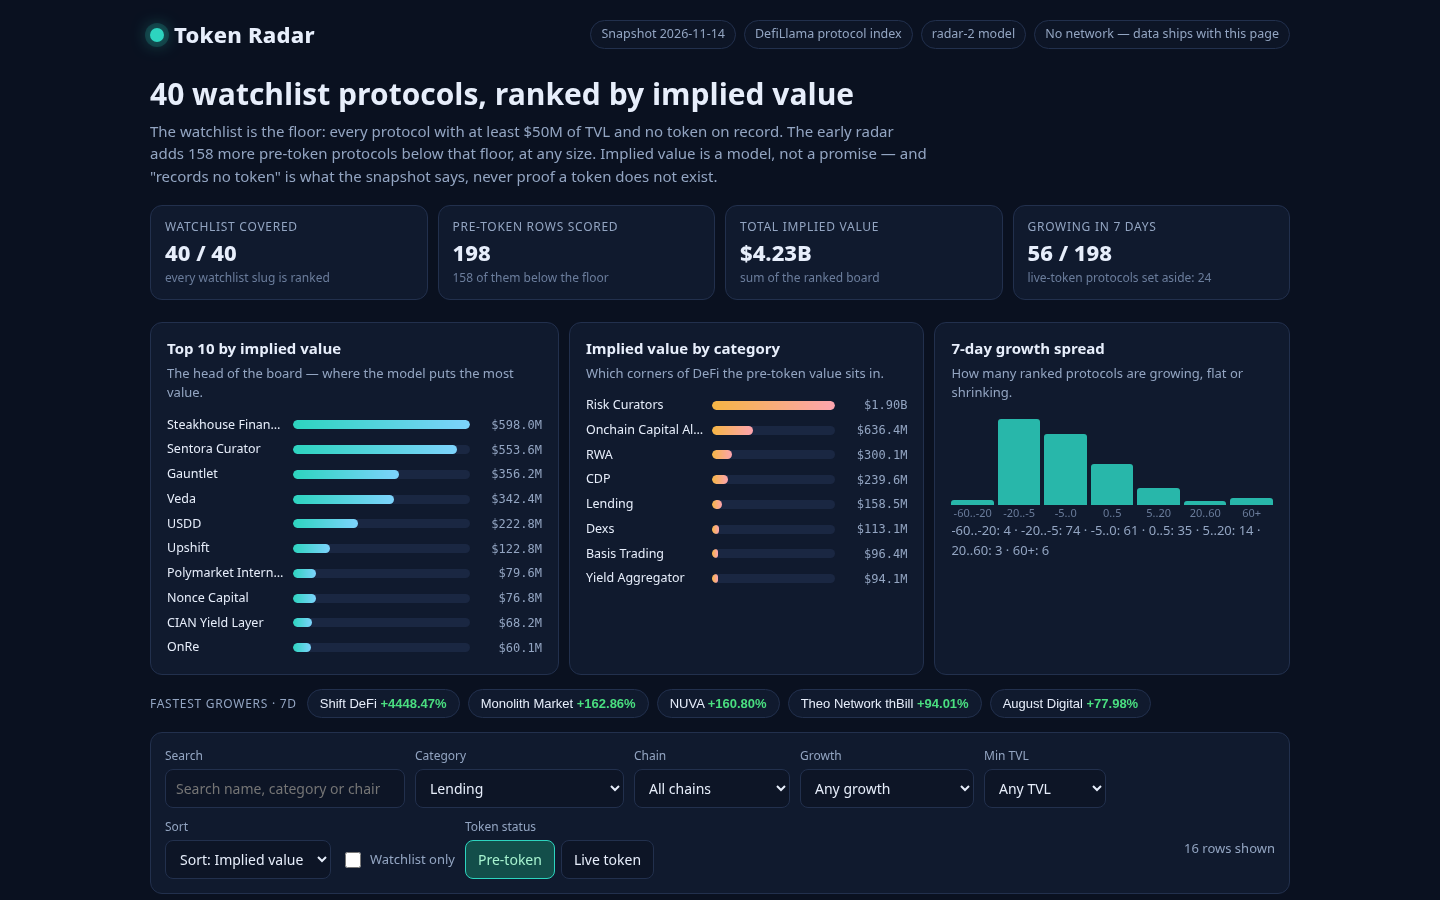 Token Radar
Snapshot 2026-11-14
DefiLlama protocol index
radar-2 model
No network — data ships with this page
40 watchlist protocols, ranked by implied value
The watchlist is the floor: every protocol with at least $50M of TVL and no token on record. The early radar
adds 158 more pre-token protocols below that floor, at any size. Implied value is a model, not a promise — and
"records no token" is what the snapshot says, never proof a token does not exist.
WATCHLIST COVERED
40 / 40
every watchlist slug is ranked
PRE-TOKEN ROWS SCORED
198
158 of them below the floor
TOTAL IMPLIED VALUE
$4.23B
sum of the ranked board
GROWING IN 7 DAYS
56 / 198
live-token protocols set aside: 24
Top 10 by implied value
The head of the board — where the model puts the most
value.
Steakhouse Finan... $598.0M
Sentora Curator $553.6M
Gauntlet $356.2M
Veda $342.4M
USDD $222.8M
Upshift $122.8M
Polymarket Intern... $79.6M
Nonce Capital $76.8M
CIAN Yield Layer $68.2M
OnRe $60.1M
Implied value by category
Which corners of DeFi the pre-token value sits in.
Risk Curators $1.90B
Onchain Capital Al... $636.4M
RWA $300.1M
CDP $239.6M
Lending $158.5M
Dexs $113.1M
Basis Trading $96.4M
Yield Aggregator $94.1M
7-day growth spread
How many ranked protocols are growing, flat or
shrinking.
-60..-20 -20..-5 -5..0 0..5 5..20 20..60 60+
-60..-20: 4 · -20..-5: 74 · -5..0: 61 · 0..5: 35 · 5..20: 14 ·
20..60: 3 · 60+: 6
FASTEST GROWERS · 7D
Shift DeFi +4448.47%
Monolith Market +162.86%
NUVA +160.80%
Theo Network thBill +94.01%
August Digital +77.98%
Search
Search name, category or chair
Category
Lending
Chain
All chains
Growth
Any growth
Min TVL
Any TVL
Sort
Sort: Implied value
Watchlist only
Token status
Pre-token
Live token
16 rows shown